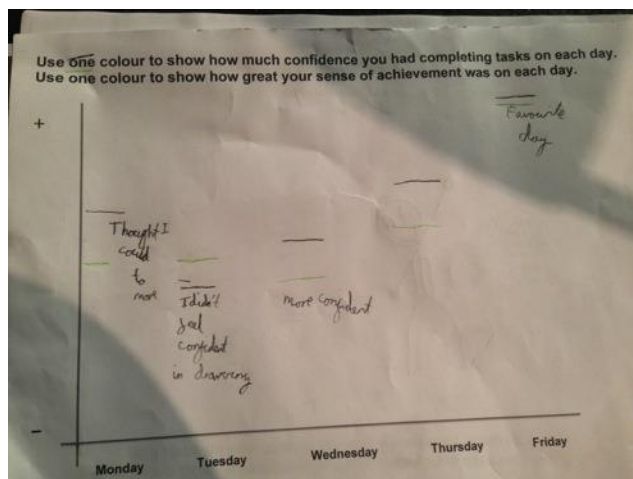 Use one colour to show how much confidence you had completing tasks on each day.
Use one colour to show how great your sense of achievement was on each day.
+
Favourite
day
Thought I
could
to
more
I didn't
feel
confident
in drawering
more confident
-
Monday
Tuesday
Wednesday
Thursday
Friday